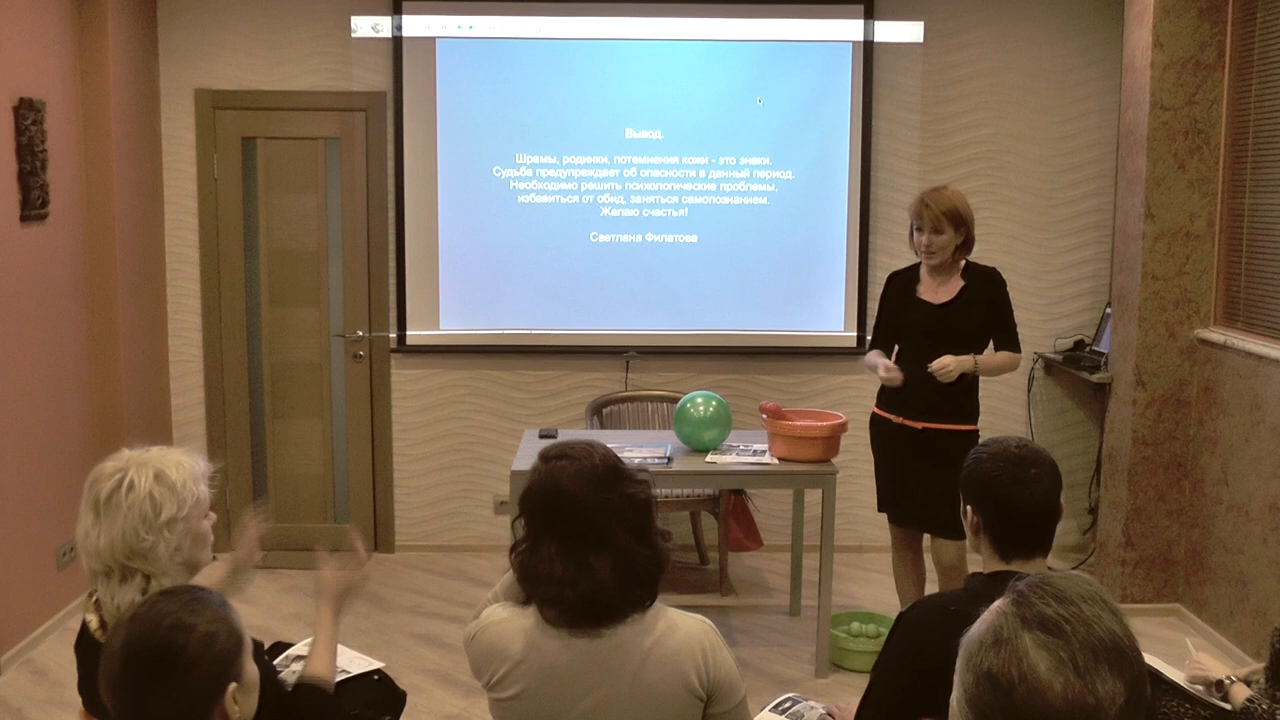 Вывод.
Шрамы, родинки, потемнения кожи - это знаки.
Судьба предупреждает об опасности в данный период.
Необходимо решить психологические проблемы,
избавиться от обид, заняться самопознанием.
Желаю счастья!
Светлана Филатова